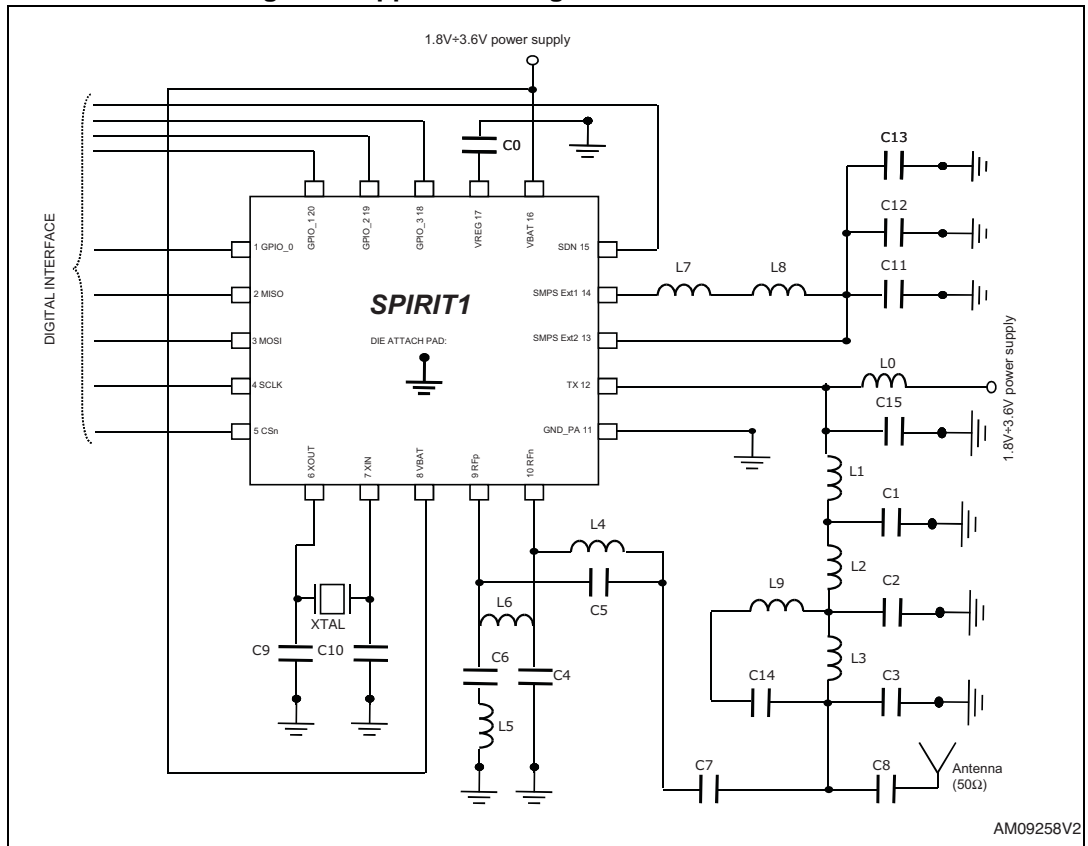 1.8V÷3.6V power supply
C0
C13
C12
C11
DIGITAL INTERFACE
GPIO_1 20
GPIO_2 19
GPIO_3 18
VREG 17
VBAT 16
1 GPIO_0
SDN 15
L7
L8
2 MISO
SPIRIT1
SMPS Ext1 14
3 MOSI
DIE ATTACH PAD:
SMPS Ext2 13
4 SCLK
TX 12
L0
C15
1.8V÷3.6V power supply
5 CSn
GND_PA 11
6 XOUT
7 XIN
8 VBAT
9 RFp
10 RFn
L1
C1
L4
L2
C2
L9
C5
XTAL
L6
C9
C10
C6
C4
L3
C14
C3
L5
C7
C8
Antenna
(50Ω)
AM09258V2